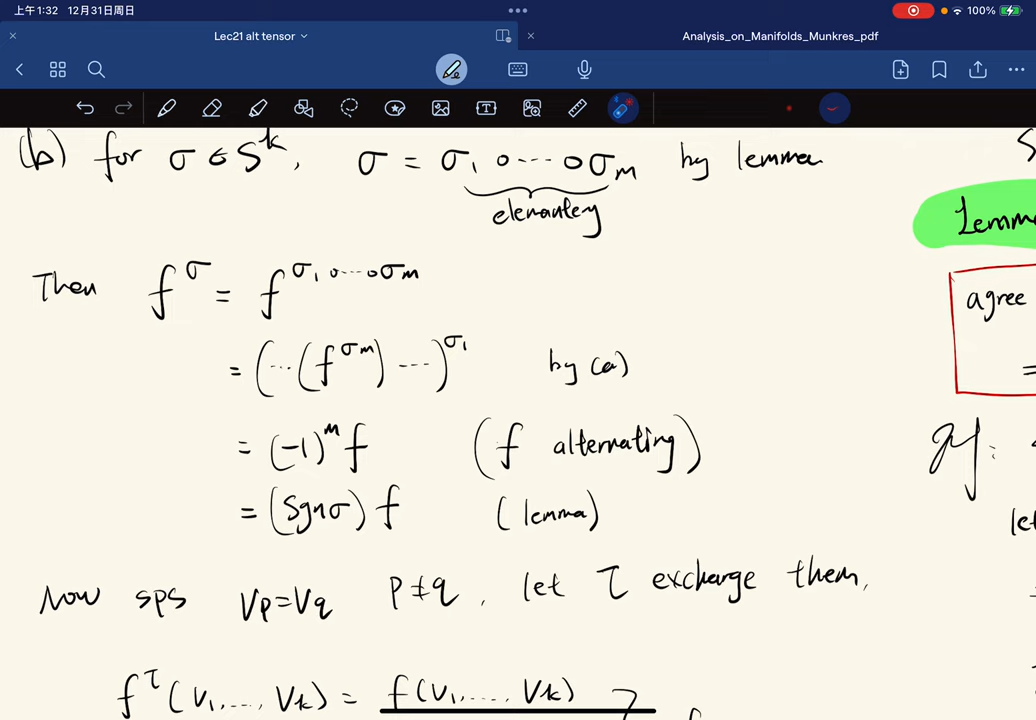 上午1:32 12月31日周日
100%
Lec21 alt tensor
Analysis_on_Manifolds_Munkres_pdf
(b) for σ ∈ S^k, σ = σ₁ ∘ ⋯ ∘ σₘ by lemma
elemantey
Then f^σ = f^{σ₁ ∘ ⋯ ∘ σₘ}
= (⋯(f^{σₘ})⋯)^{σ₁} by (a)
= (-1)^m f (f alternating)
= (sgn σ) f (lemma)
Now sps Vp=Vq p≠q, let τ exchange them,
f^τ(V₁,..., Vk) = f(V₁,..., Vk)
Lemm
agree
=
let